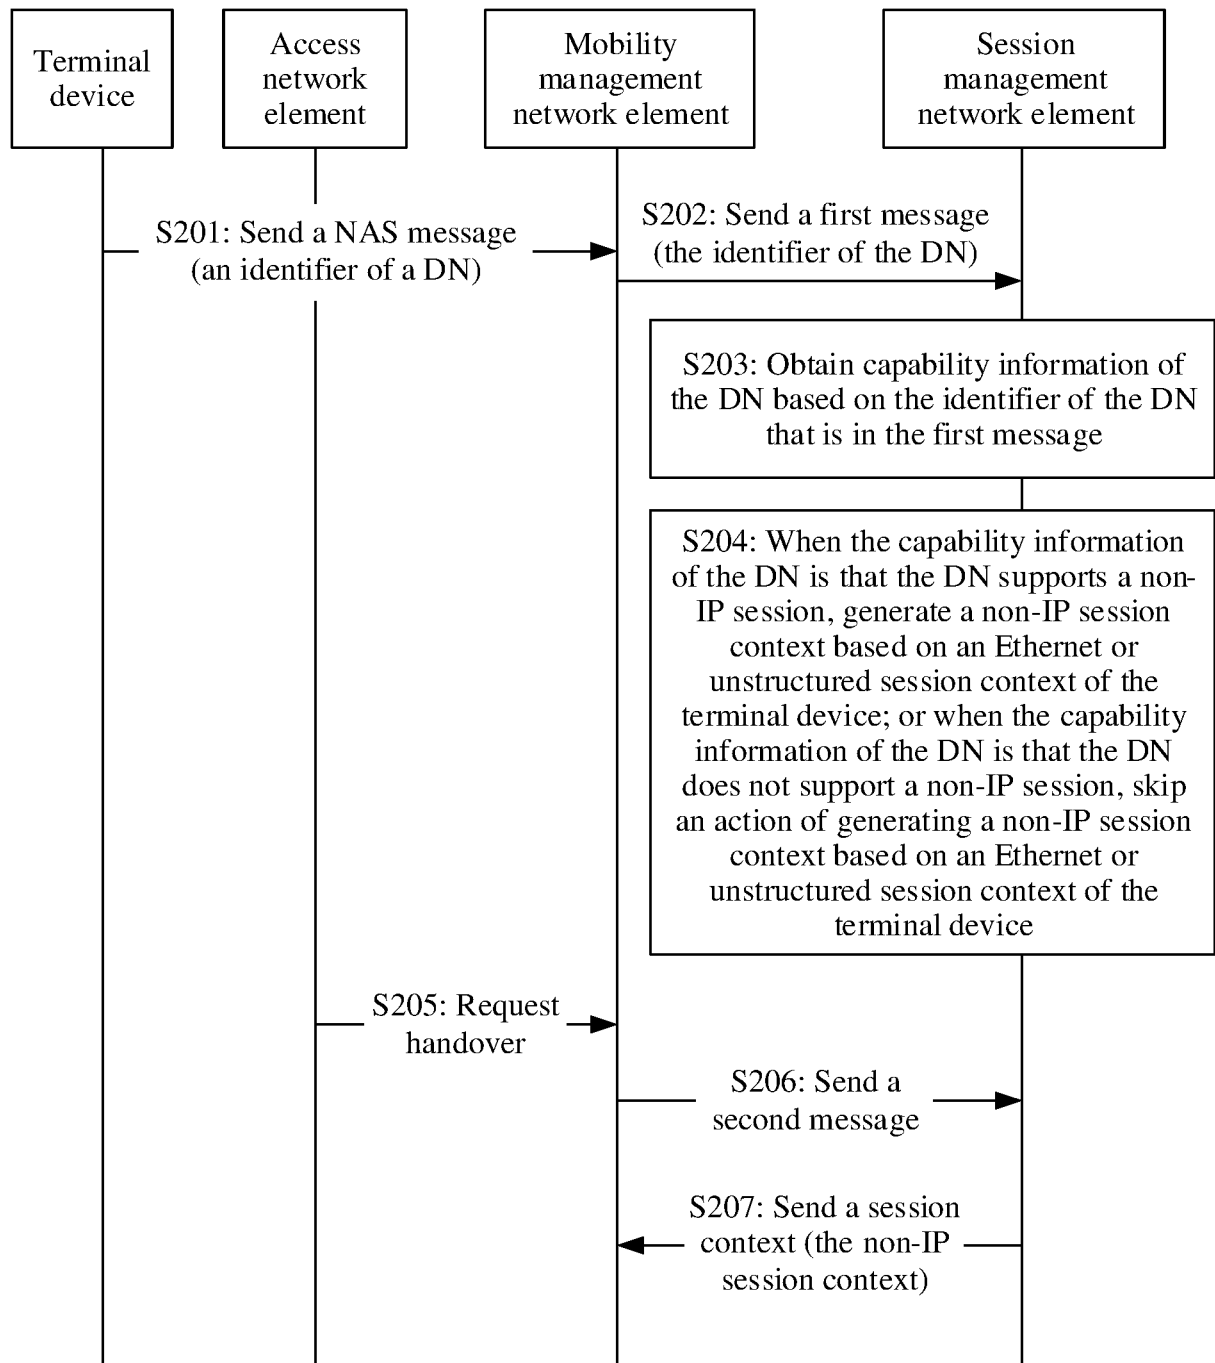 Terminal
device
Access
network
element
Mobility
management
network element
Session
management
network element
S201: Send a NAS message
(an identifier of a DN)
S202: Send a first message
(the identifier of the DN)
S203: Obtain capability information of
the DN based on the identifier of the DN
that is in the first message
S204: When the capability information
of the DN is that the DN supports a non-
IP session, generate a non-IP session
context based on an Ethernet or
unstructured session context of the
terminal device; or when the capability
information of the DN is that the DN
does not support a non-IP session, skip
an action of generating a non-IP session
context based on an Ethernet or
unstructured session context of the
terminal device
S205: Request
handover
S206: Send a
second message
S207: Send a session
context (the non-IP
session context)